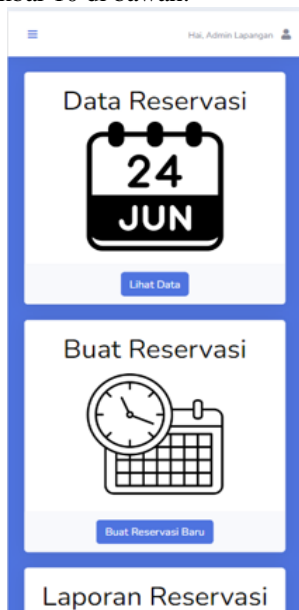 Hai, Admin Lapangan
Data Reservasi
24
JUN
Lihat Data
Buat Reservasi
Buat Reservasi Baru
Laporan Reservasi